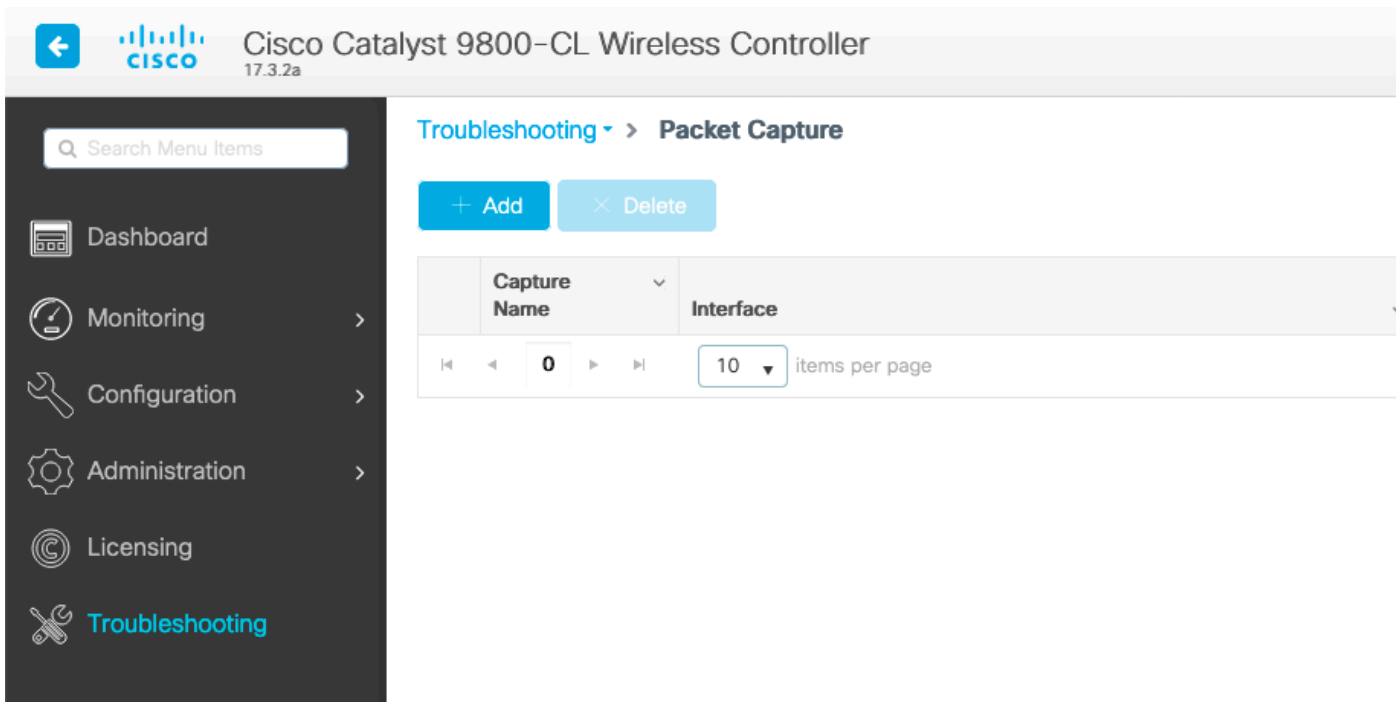 CISCO
Cisco Catalyst 9800-CL Wireless Controller
17.3.2a
Search Menu Items
Dashboard
Monitoring
Configuration
Administration
Licensing
Troubleshooting
Troubleshooting > Packet Capture
+ Add
× Delete
Capture
Name
Interface
0
10
items per page